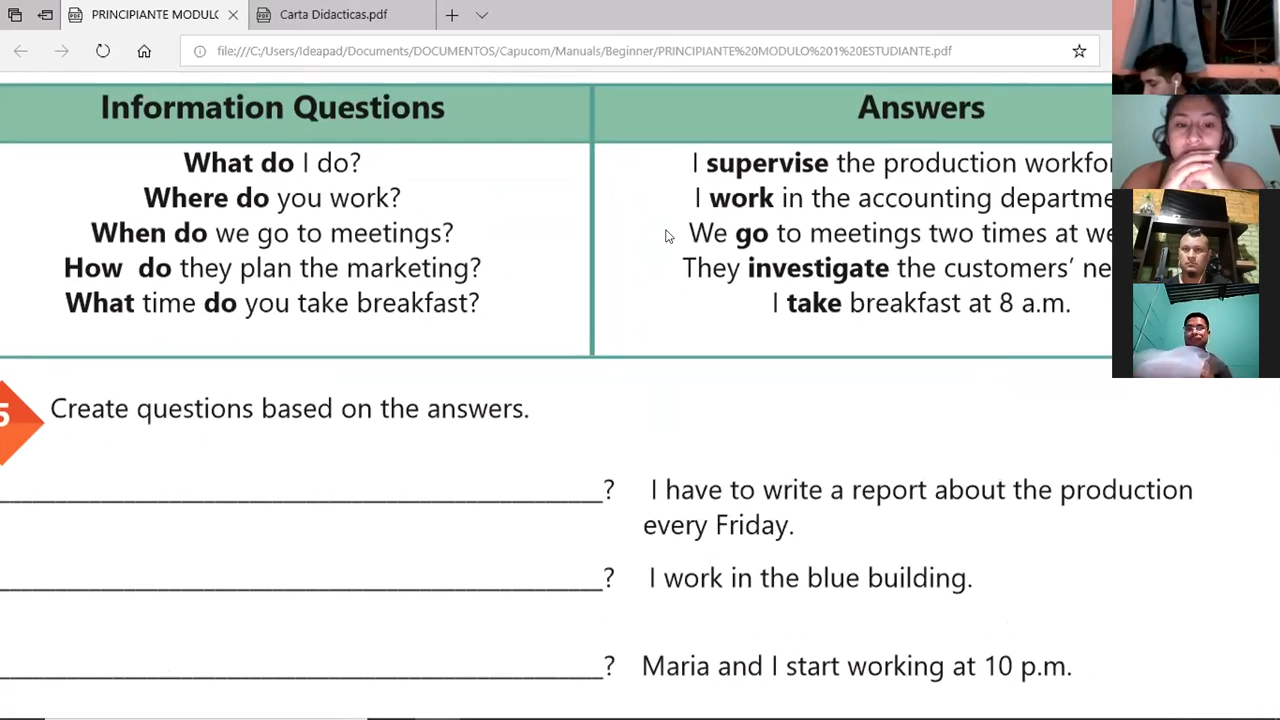 PRINCIPIANTE MODULO
Carta Didacticas.pdf
file:///C:/Users/Ideapad/Documents/DOCUMENTOS/Capucom/Manuals/Beginner/PRINCIPIANTE%20MODULO%201%20ESTUDIANTE.pdf
Information Questions
Answers
What do I do?
I supervise the production workfor
Where do you work?
I work in the accounting departme
When do we go to meetings?
We go to meetings two times at we
How do they plan the marketing?
They investigate the customers’ ne
What time do you take breakfast?
I take breakfast at 8 a.m.
5
Create questions based on the answers.
____________________? I have to write a report about the production
every Friday.
____________________? I work in the blue building.
____________________? Maria and I start working at 10 p.m.